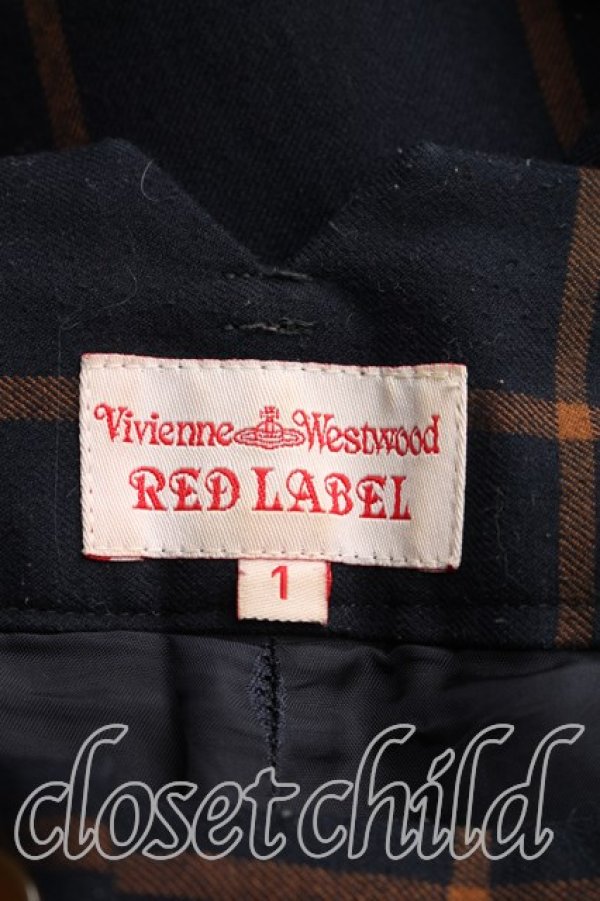 Vivienne Westwood
RED LABEL
1
closetchild